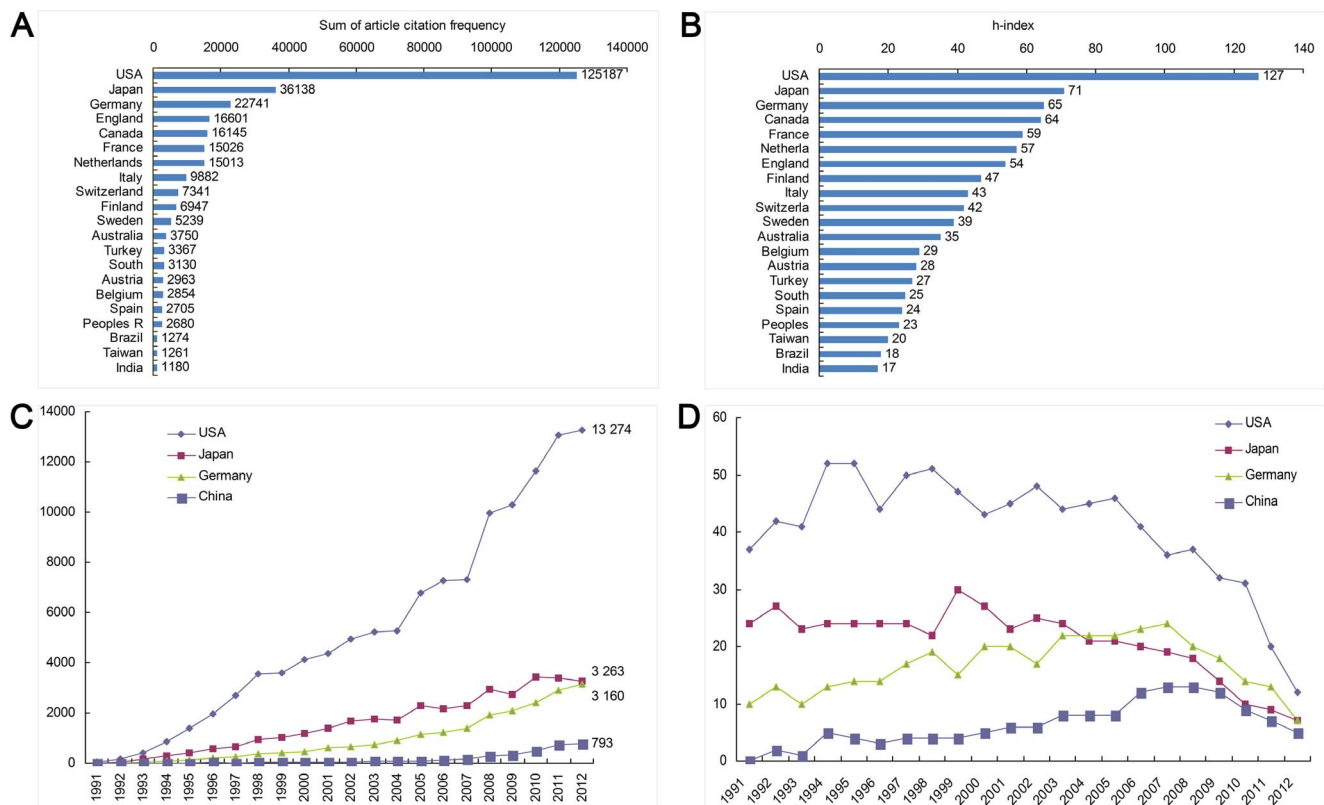 A
Sum of article citation frequency
0 20000 40000 60000 80000 100000 120000 140000
USA 125187
Japan 36138
Germany 22741
England 16601
Canada 16145
France 15026
Netherlands 15013
Italy 9882
Switzerland 7341
Finland 6947
Sweden 5239
Australia 3750
Turkey 3367
South 3130
Austria 2963
Belgium 2854
Spain 2705
Peoples R 2680
Brazil 1274
Taiwan 1261
India 1180
B
h-index
0 20 40 60 80 100 120 140
USA 127
Japan 71
Germany 65
Canada 64
France 59
Netherla 57
England 54
Finland 47
Italy 43
Switzerla 42
Sweden 39
Australia 35
Belgium 29
Austria 28
Turkey 27
South 25
Spain 24
Peoples 23
Taiwan 20
Brazil 18
India 17
C
14000
12000
10000
8000
6000
4000
2000
0
USA
Japan
Germany
China
13 274
3 263
3 160
793
1991 1992 1993 1994 1995 1996 1997 1998 1999 2000 2001 2002 2003 2004 2005 2006 2007 2008 2009 2010 2011 2012
D
60
50
40
30
20
10
0
USA
Japan
Germany
China
1991 1992 1993 1994 1995 1996 1997 1998 1999 2000 2001 2002 2003 2004 2005 2006 2007 2008 2009 2010 2011 2012